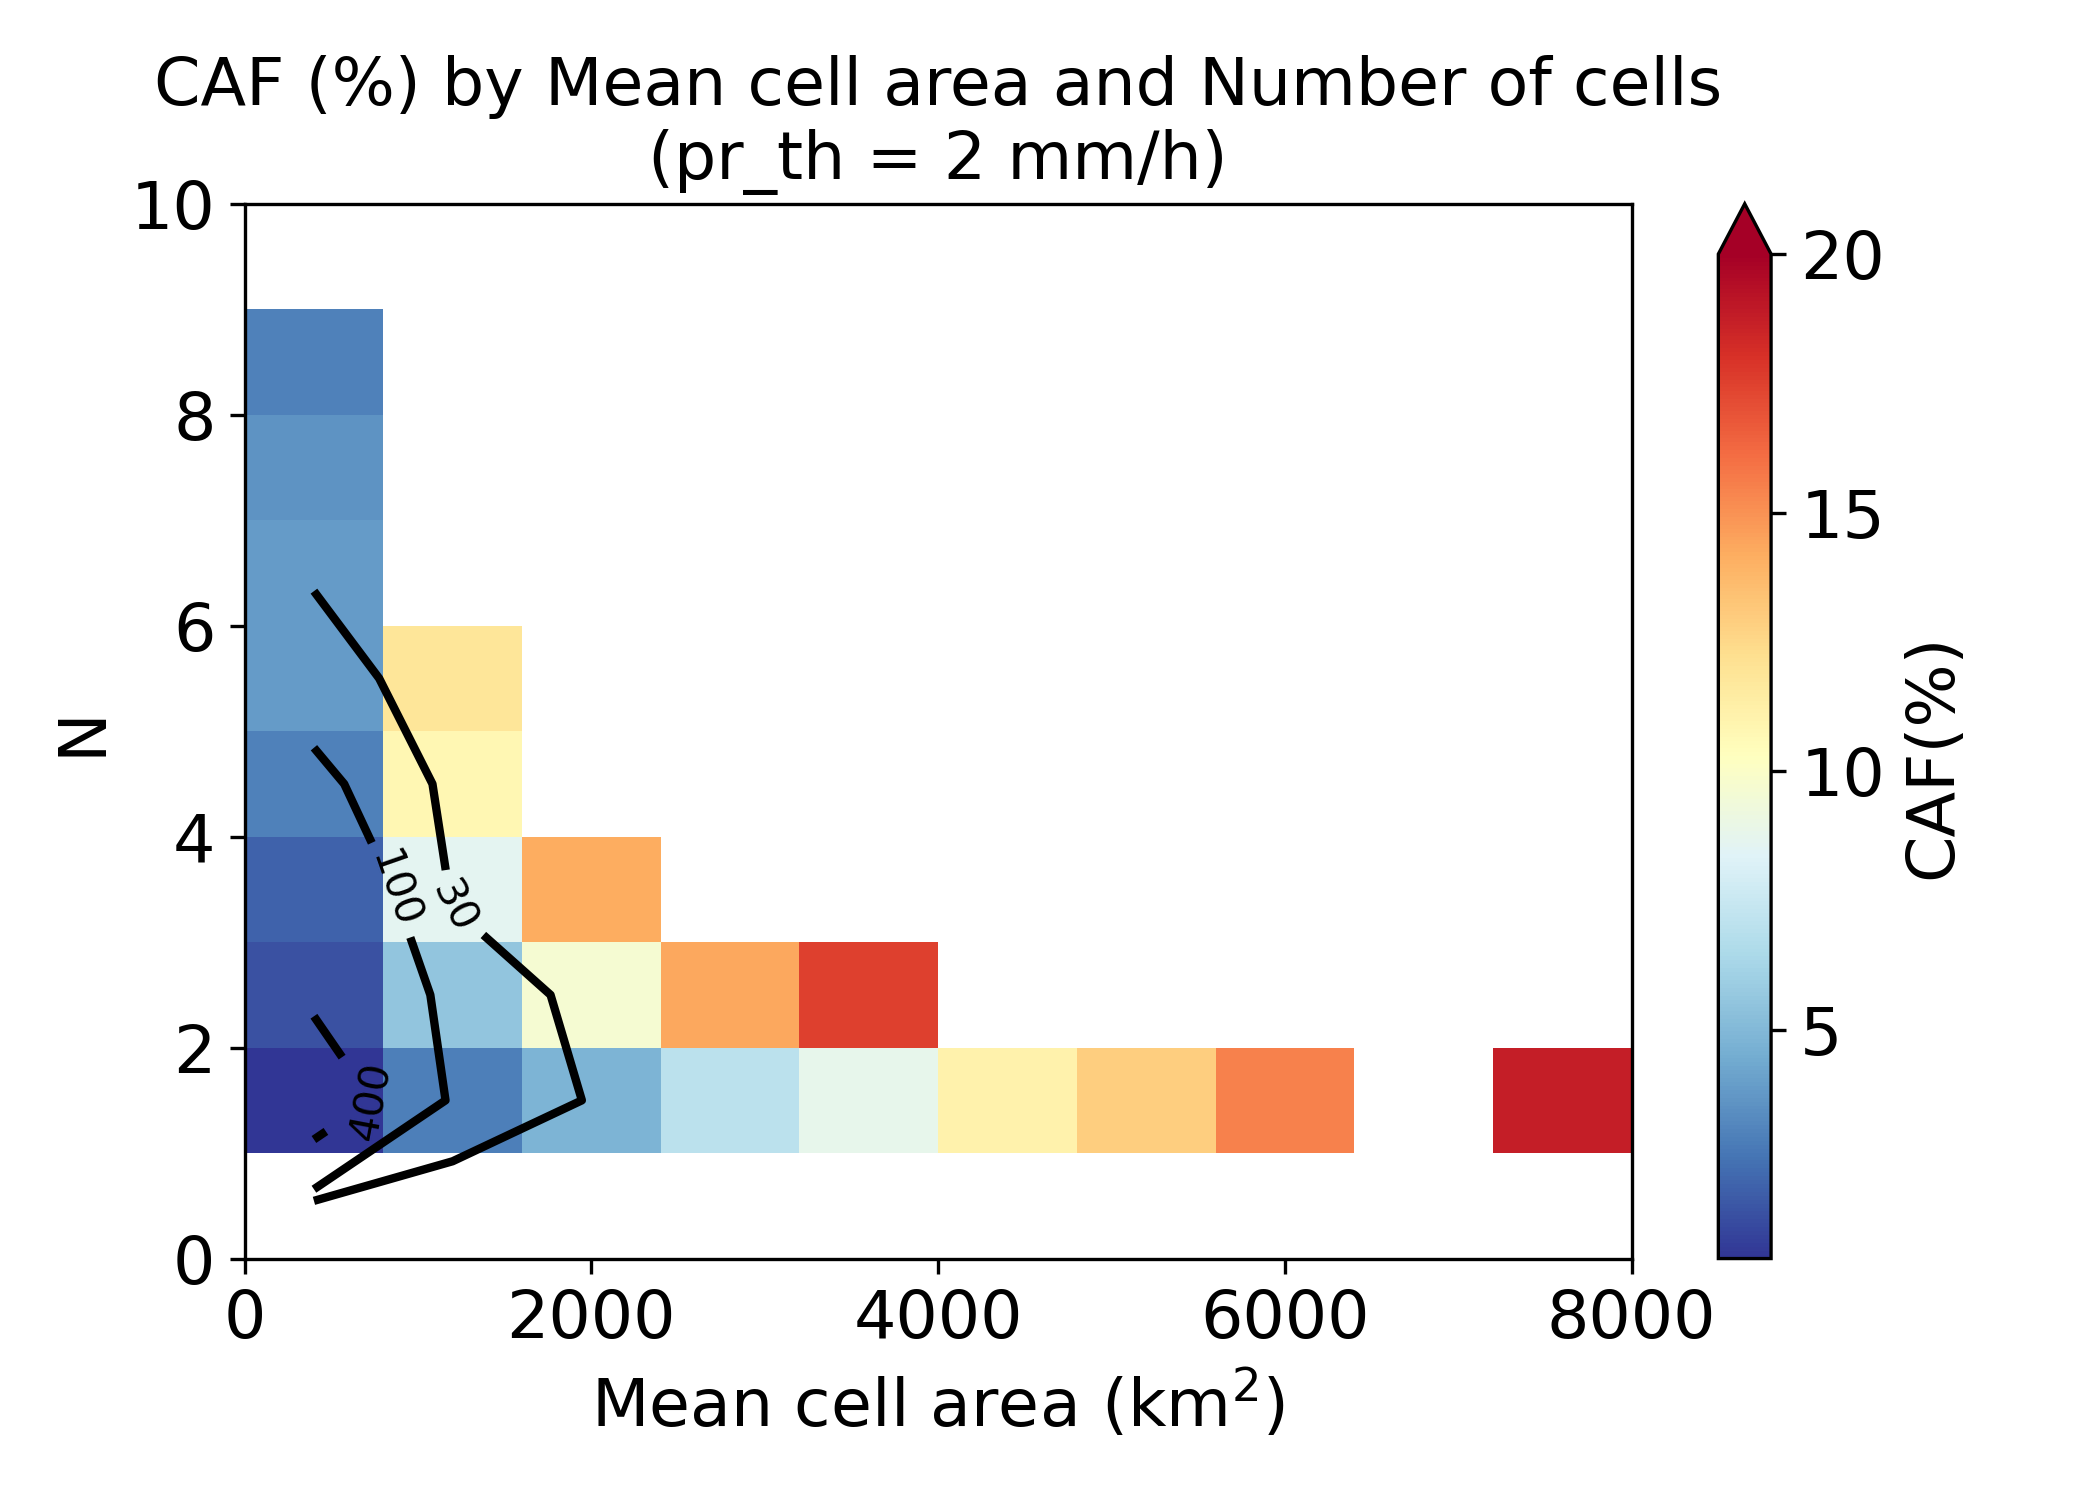 CAF (%) by Mean cell area and Number of cells
(pr_th = 2 mm/h)
10
8
6
4
2
0
N
100
30
400
0 2000 4000 6000 8000
Mean cell area (km²)
20
15
10
5
CAF(%)